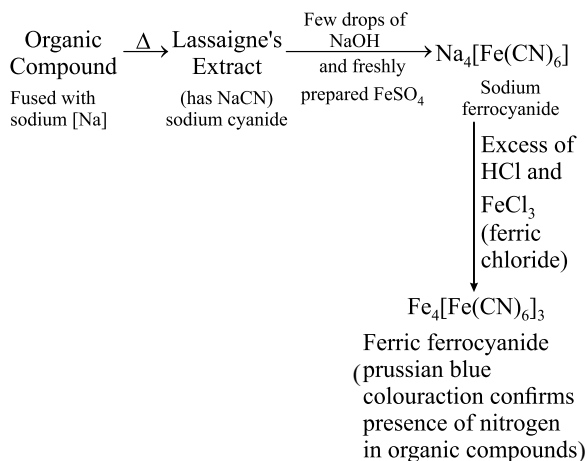 Organic
Compound
Fused with
sodium [Na]
Δ
Lassaigne's
Extract
(has NaCN)
sodium cyanide
Few drops of
NaOH
and freshly
prepared FeSO₄
Na₄[Fe(CN)₆]
Sodium
ferrocyanide
Excess of
HCl and
FeCl₃
(ferric
chloride)
Fe₄[Fe(CN)₆]₃
Ferric ferrocyanide
(prussian blue
colouraction confirms
presence of nitrogen
in organic compounds)